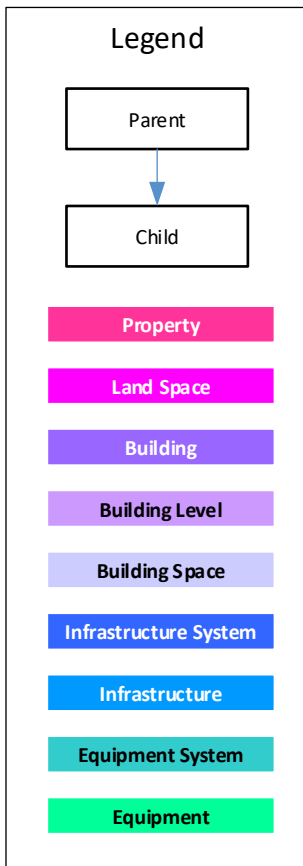 Legend
Parent
Child
Property
Land Space
Building
Building Level
Building Space
Infrastructure System
Infrastructure
Equipment System
Equipment